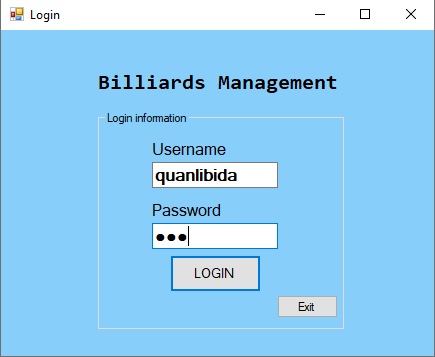 Login
Billiards Management
Login information
Username
quanlibida
Password
●●●
LOGIN
Exit